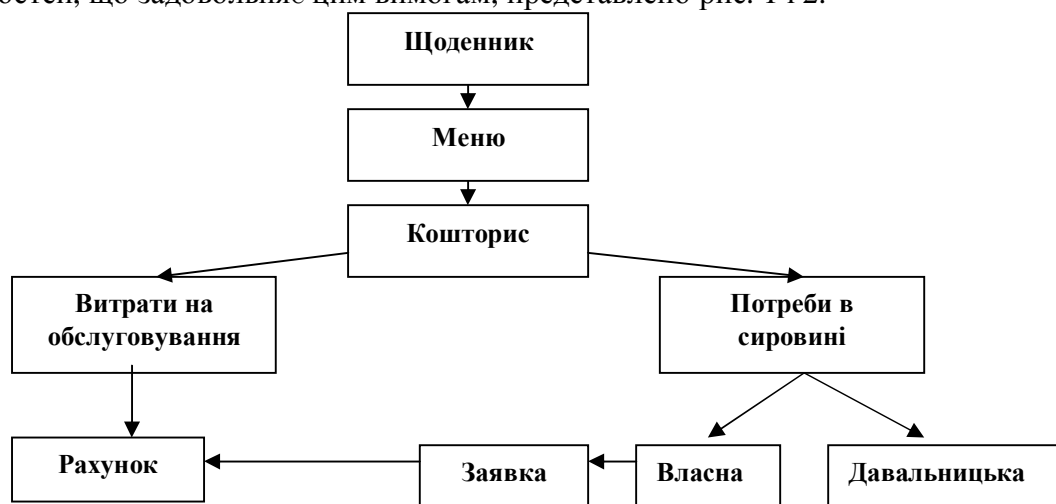 що задовольняє цим вимогам, представлено рис. 1 і 2.
Щоденник
Меню
Кошторис
Витрати на
обслуговування
Потреби в
сировині
Рахунок
Заявка
Власна
Давальницька